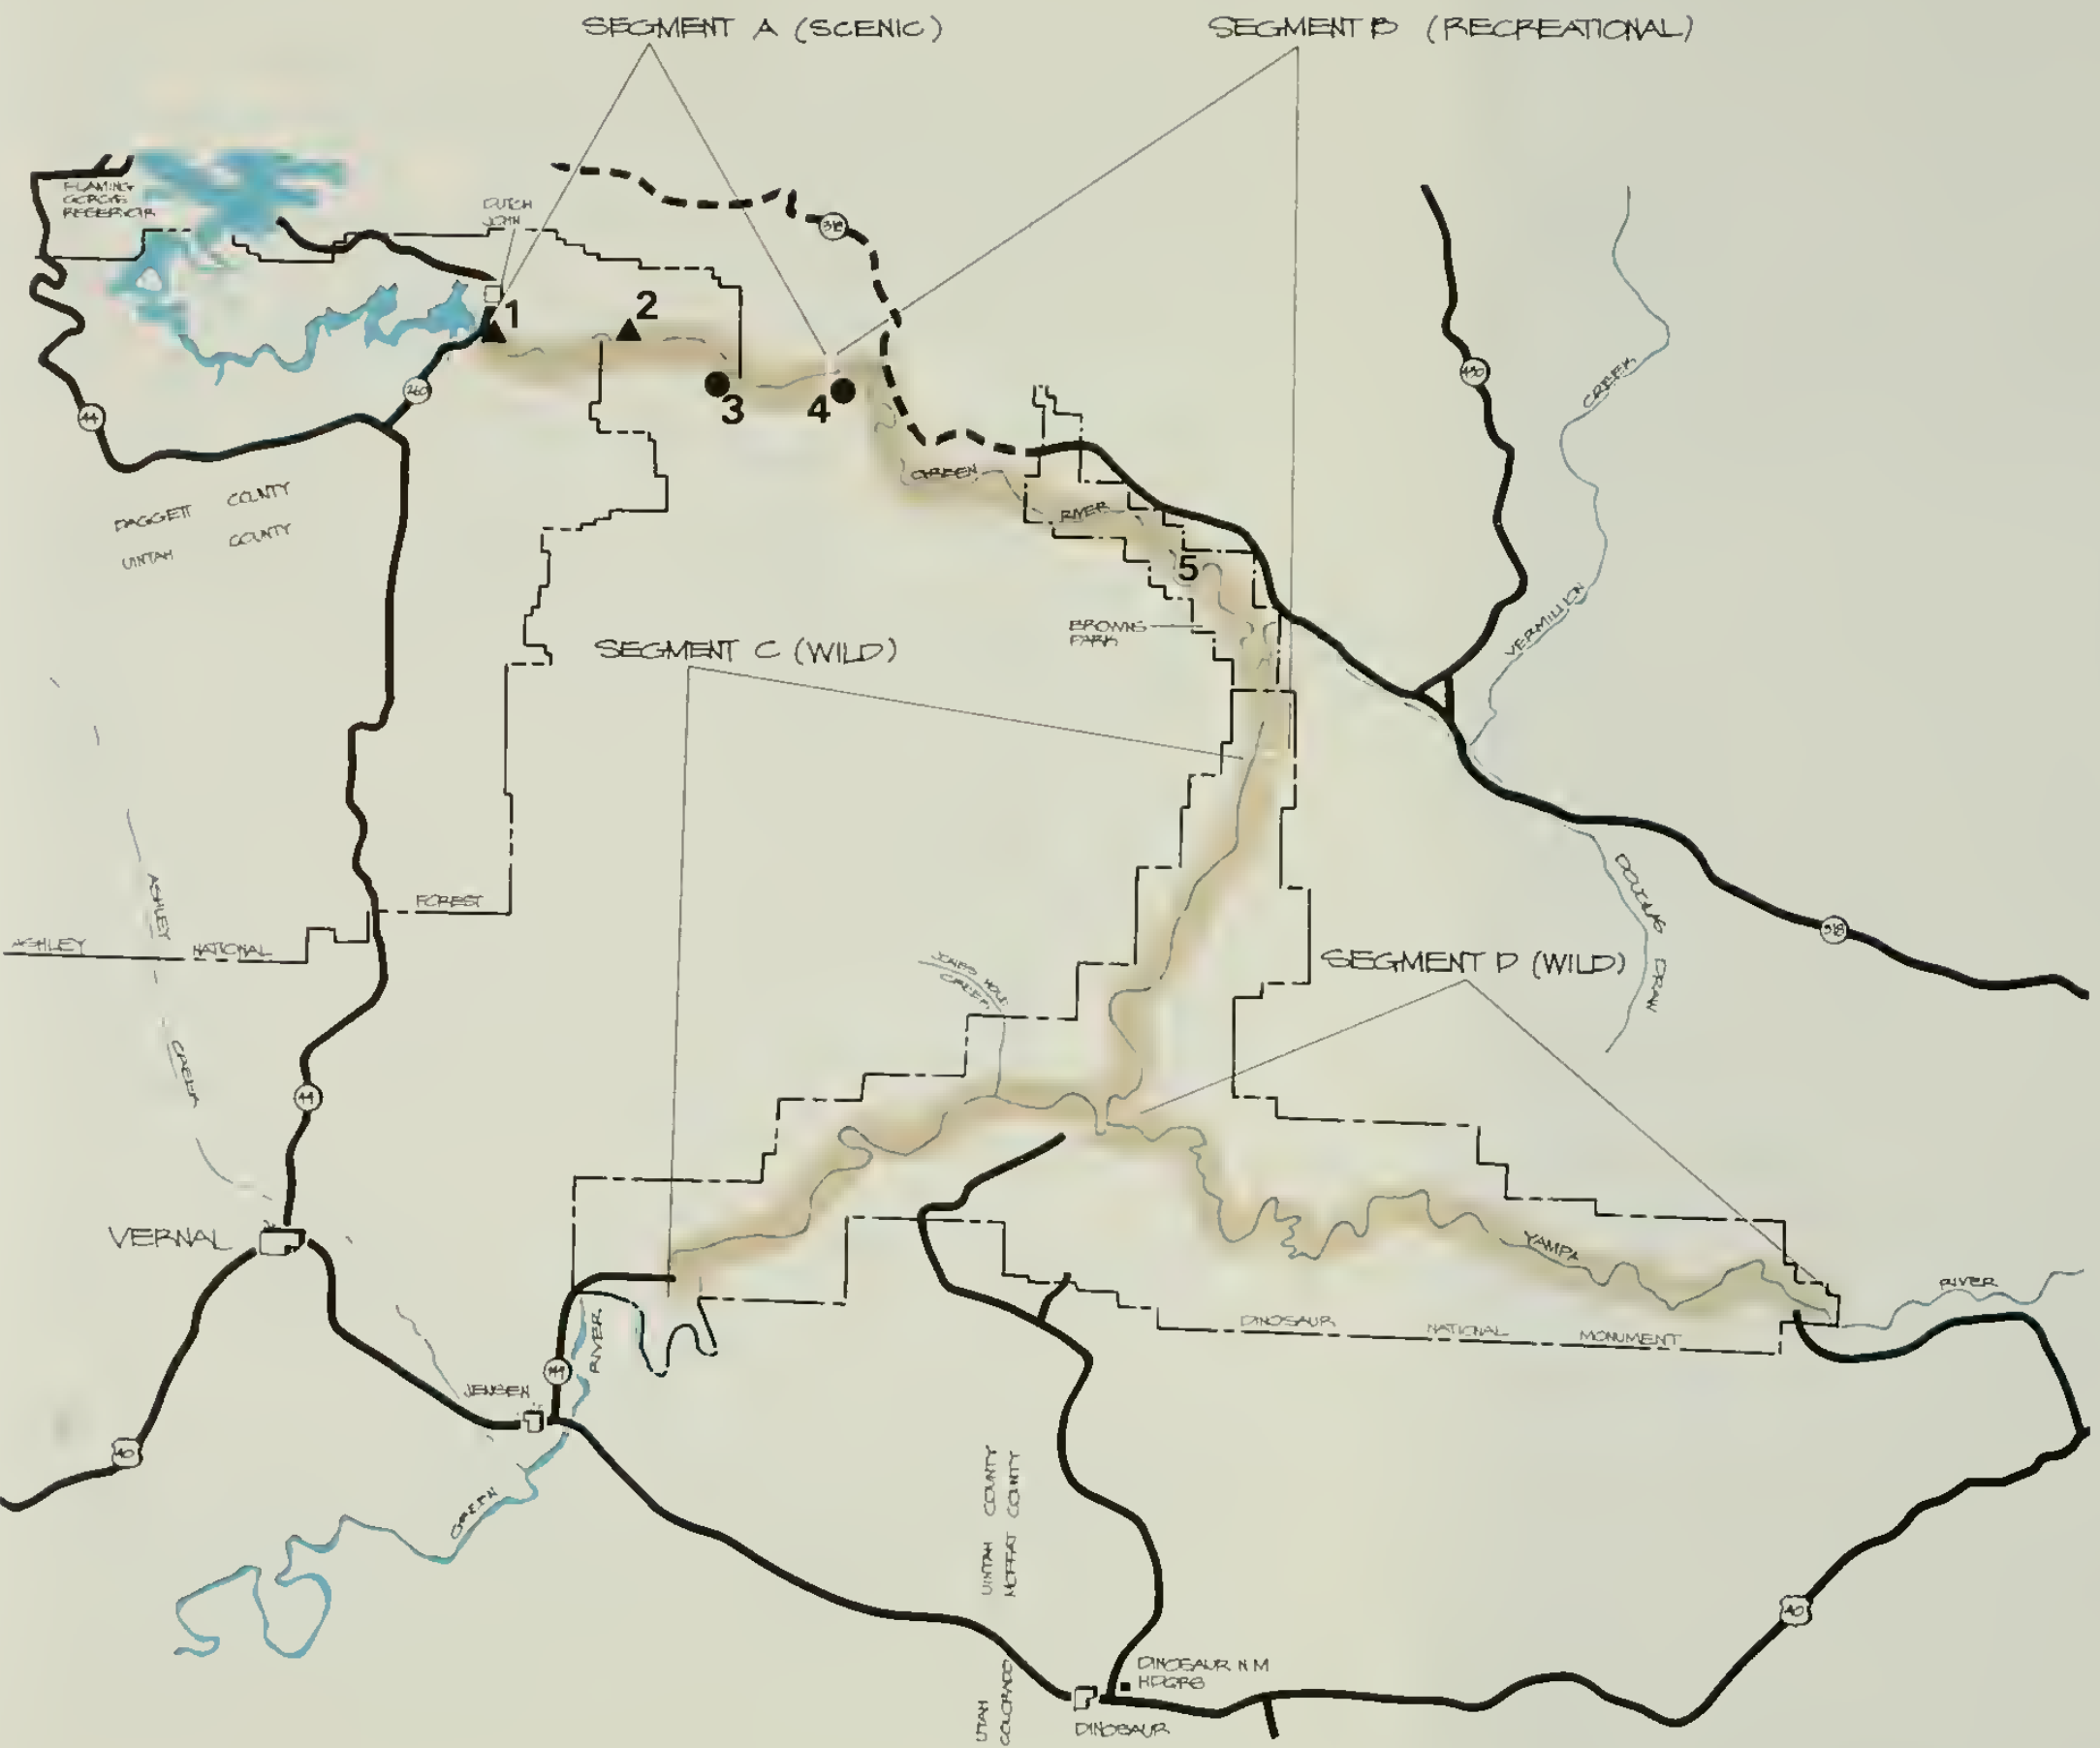 SEGMENT A (SCENIC)
SEGMENT B (RECREATIONAL)
FLAMING
GORGE
RESERVOIR
DUTCH
JOHN
318
1
2
3
4
260
44
430
CREEK
VERMILLION
DAGGETT COUNTY
UINTAH COUNTY
GREEN
RIVER
5
BROWNS
PARK
SEGMENT C (WILD)
DOUGLAS DRAW
318
FOREST
ASHLEY NATIONAL
ASHLEY
CREEK
JONES HOLE
CREEK
SEGMENT D (WILD)
44
VERNAL
YAMPA
RIVER
DINOSAUR NATIONAL MONUMENT
RIVER
JENSEN
40
GREEN
UINTAH COUNTY
MOFFAT COUNTY
40
UTAH
COLORADO
DINOSAUR N M
HDQRS
DINOSAUR